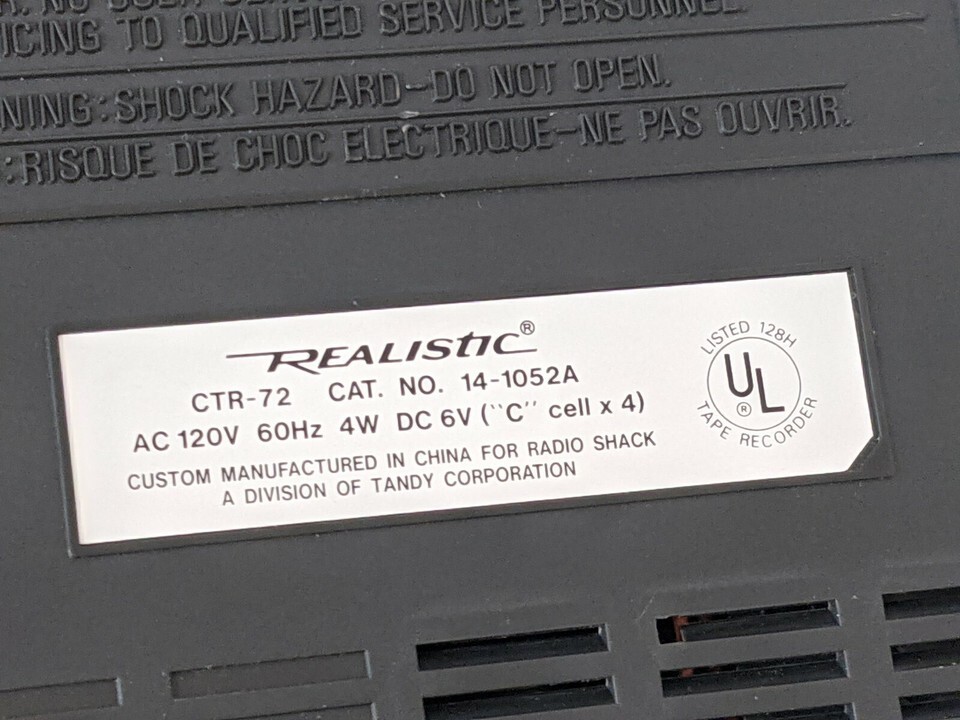 ICING TO QUALIFIED SERVICE PERSONNEL.
NING: SHOCK HAZARD–DO NOT OPEN.
: RISQUE DE CHOC ELECTRIQUE–NE PAS OUVRIR.
REALISTIC®
CTR-72 CAT. NO. 14-1052A
AC 120V 60Hz 4W DC 6V (''C'' cell x 4)
CUSTOM MANUFACTURED IN CHINA FOR RADIO SHACK
A DIVISION OF TANDY CORPORATION
LISTED 128H
UL®
TAPE RECORDER